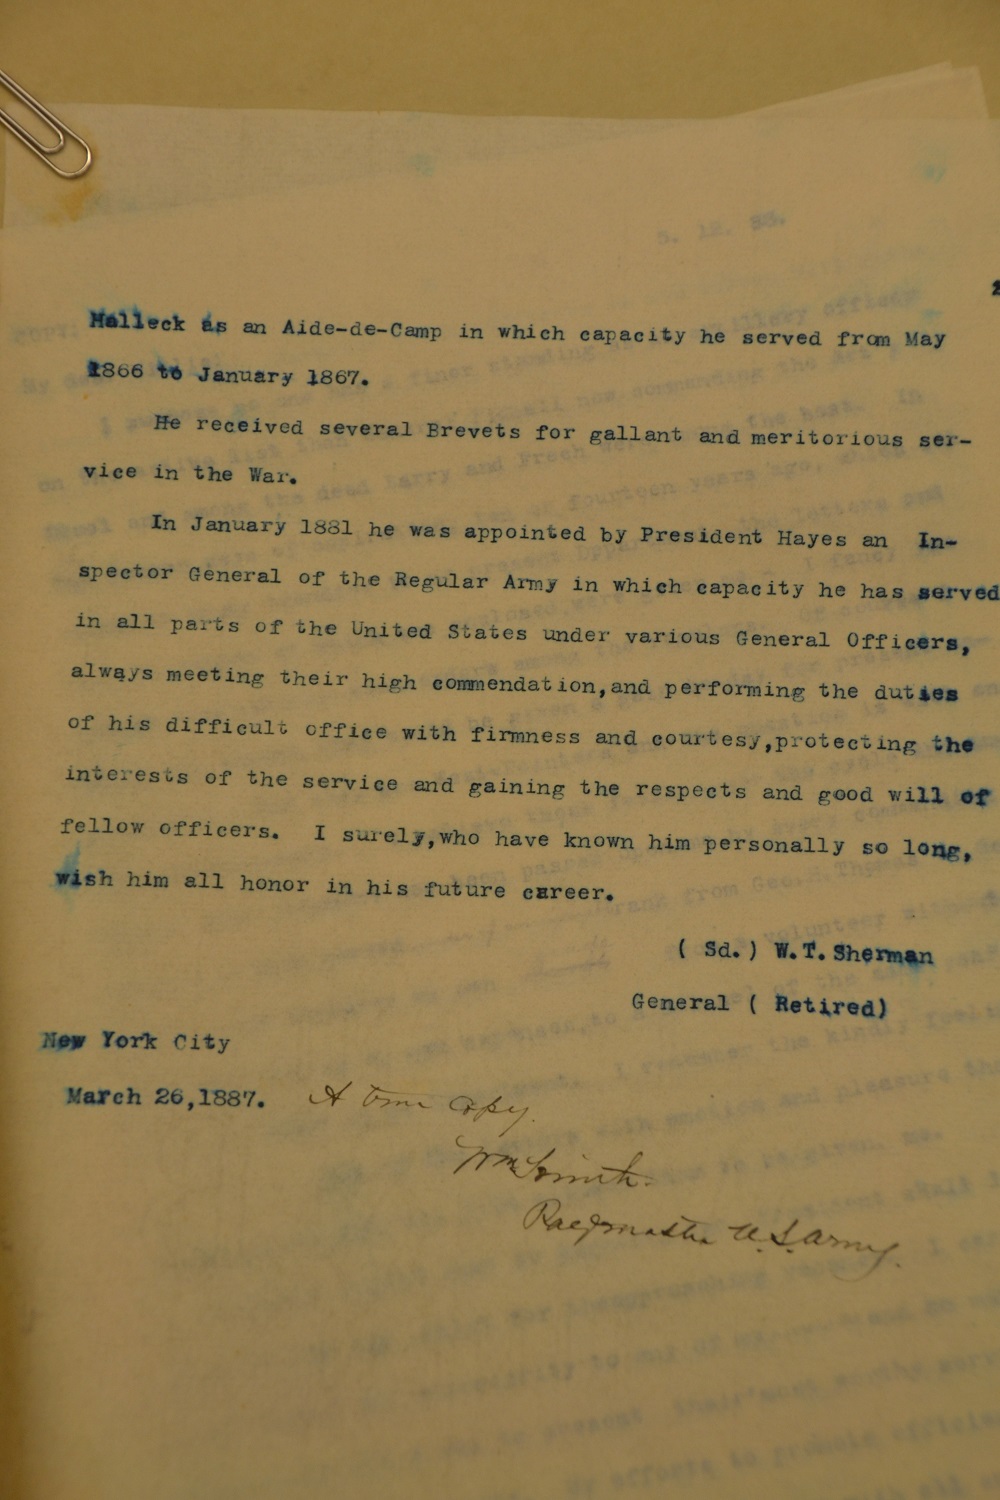 2
Halleck as an Aide-de-Camp in which capacity he served from May
1866 to January 1867.
He received several Brevets for gallant and meritorious ser-
vice in the War.
In January 1881 he was appointed by President Hayes an In-
spector General of the Regular Army in which capacity he has served
in all parts of the United States under various General Officers,
always meeting their high commendation,and performing the duties
of his difficult office with firmness and courtesy,protecting the
interests of the service and gaining the respects and good will of
fellow officers. I surely,who have known him personally so long,
wish him all honor in his future career.
( Sd.) W.T. Sherman
General ( Retired)
New York City
March 26,1887. A true copy.
Wm Smith.
Paymaster U.S. Army.